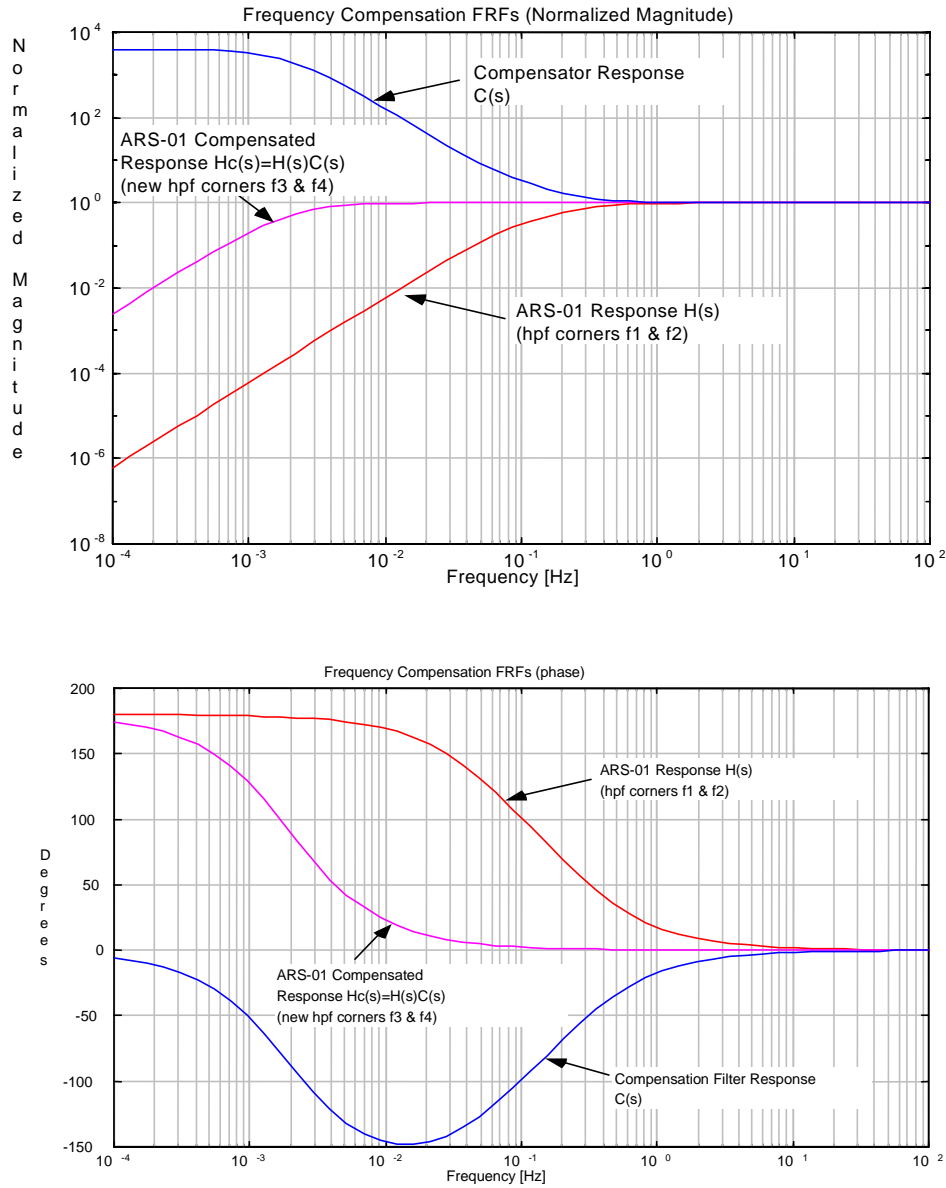 Frequency Compensation FRFs (Normalized Magnitude)
Normalized Magnitude
10^4
10^2
10^0
10^-2
10^-4
10^-6
10^-8
Compensator Response
C(s)
ARS-01 Compensated
Response Hc(s)=H(s)C(s)
(new hpf corners f3 & f4)
ARS-01 Response H(s)
(hpf corners f1 & f2)
10^-4 10^-3 10^-2 10^-1 10^0 10^1 10^2
Frequency [Hz]
Frequency Compensation FRFs (phase)
Degrees
200
150
100
50
0
-50
-100
-150
ARS-01 Response H(s)
(hpf corners f1 & f2)
ARS-01 Compensated
Response Hc(s)=H(s)C(s)
(new hpf corners f3 & f4)
Compensation Filter Response
C(s)
10^-4 10^-3 10^-2 10^-1 10^0 10^1 10^2
Frequency [Hz]